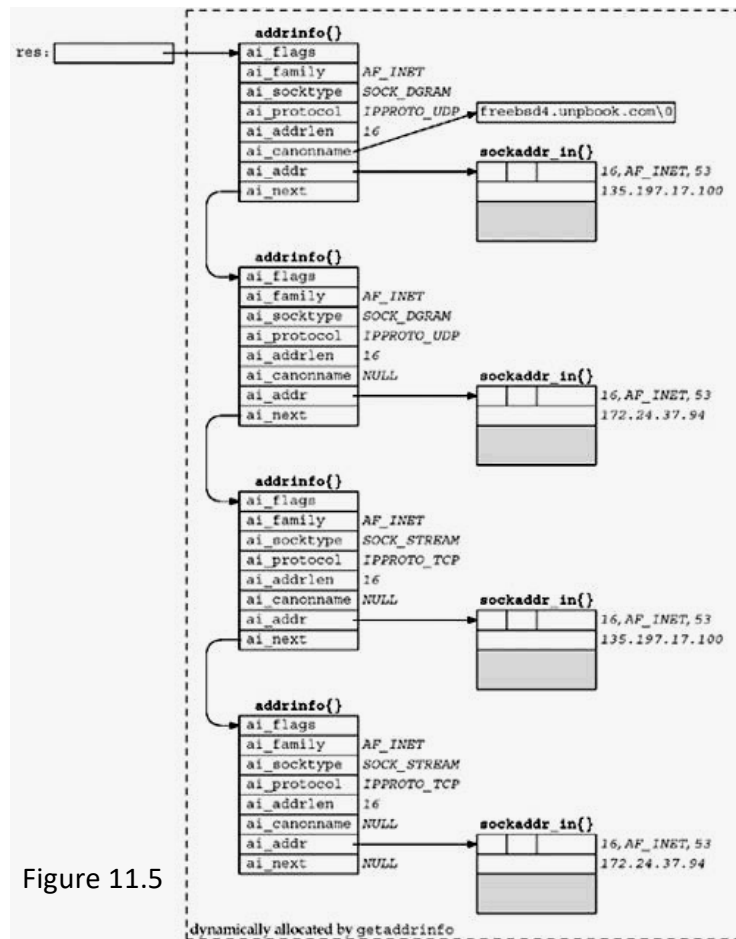 addrinfo{}
res:
ai_flags
ai_family AF_INET
ai_socktype SOCK_DGRAM
ai_protocol IPPROTO_UDP
ai_addrlen 16
ai_canonname
freebsd4.unpbook.com\0
ai_addr
ai_next
sockaddr_in{}
16, AF_INET, 53
135.197.17.100
addrinfo{}
ai_flags
ai_family AF_INET
ai_socktype SOCK_DGRAM
ai_protocol IPPROTO_UDP
ai_addrlen 16
ai_canonname NULL
ai_addr
ai_next
sockaddr_in{}
16, AF_INET, 53
172.24.37.94
addrinfo{}
ai_flags
ai_family AF_INET
ai_socktype SOCK_STREAM
ai_protocol IPPROTO_TCP
ai_addrlen 16
ai_canonname NULL
ai_addr
ai_next
sockaddr_in{}
16, AF_INET, 53
135.197.17.100
addrinfo{}
ai_flags
ai_family AF_INET
ai_socktype SOCK_STREAM
ai_protocol IPPROTO_TCP
ai_addrlen 16
ai_canonname NULL
ai_addr
ai_next NULL
sockaddr_in{}
16, AF_INET, 53
172.24.37.94
Figure 11.5
dynamically allocated by getaddrinfo